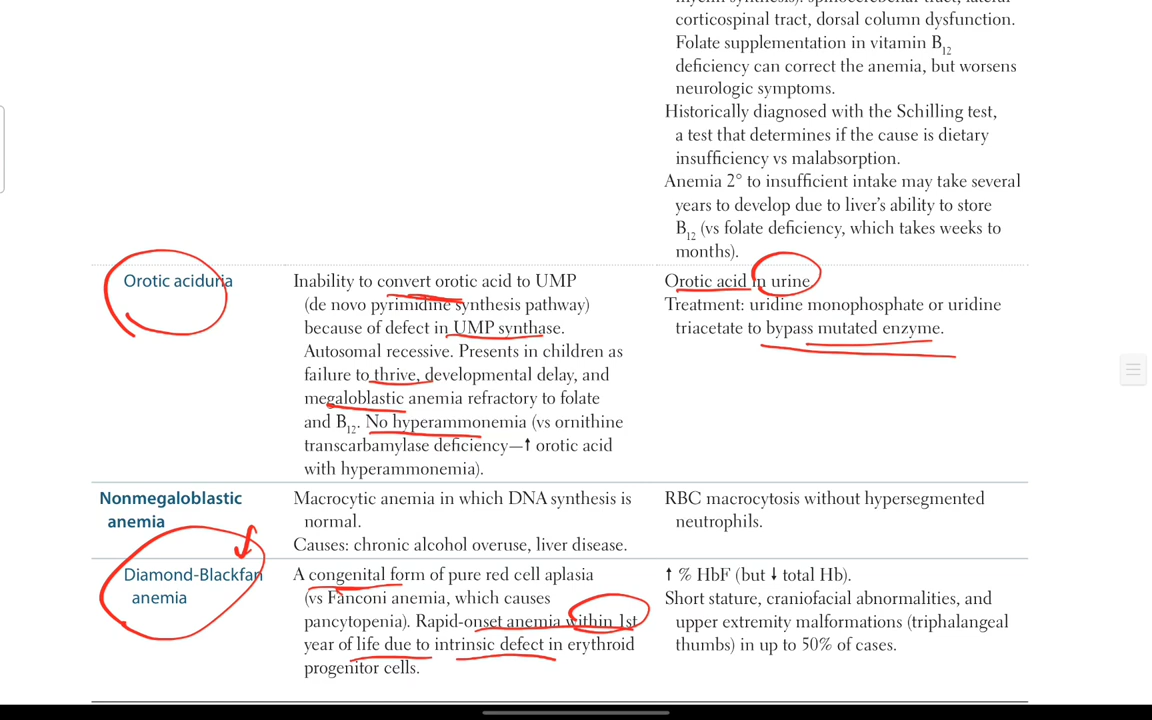 corticospinal tract, dorsal column dysfunction.
Folate supplementation in vitamin B12
deficiency can correct the anemia, but worsens
neurologic symptoms.
Historically diagnosed with the Schilling test,
a test that determines if the cause is dietary
insufficiency vs malabsorption.
Anemia 2° to insufficient intake may take several
years to develop due to liver's ability to store
B12 (vs folate deficiency, which takes weeks to
months).
Orotic aciduria
Inability to convert orotic acid to UMP
(de novo pyrimidine synthesis pathway)
because of defect in UMP synthase.
Autosomal recessive. Presents in children as
failure to thrive, developmental delay, and
megaloblastic anemia refractory to folate
and B12. No hyperammonemia (vs ornithine
transcarbamylase deficiency—↑ orotic acid
with hyperammonemia).
Orotic acid in urine.
Treatment: uridine monophosphate or uridine
triacetate to bypass mutated enzyme.
Nonmegaloblastic
anemia
Macrocytic anemia in which DNA synthesis is
normal.
Causes: chronic alcohol overuse, liver disease.
RBC macrocytosis without hypersegmented
neutrophils.
Diamond-Blackfan
anemia
A congenital form of pure red cell aplasia
(vs Fanconi anemia, which causes
pancytopenia). Rapid-onset anemia within 1st
year of life due to intrinsic defect in erythroid
progenitor cells.
↑ % HbF (but ↓ total Hb).
Short stature, craniofacial abnormalities, and
upper extremity malformations (triphalangeal
thumbs) in up to 50% of cases.